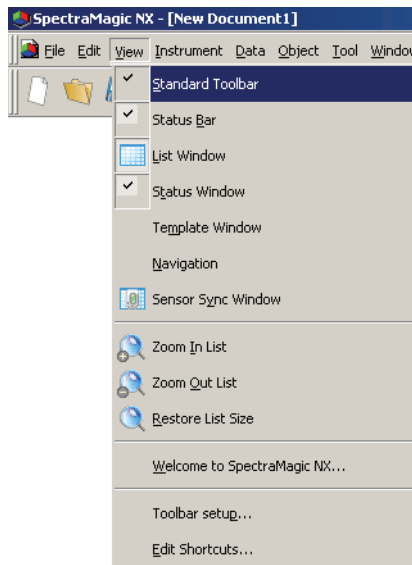 SpectraMagic NX - [New Document1]
File Edit View Instrument Data Object Tool Window
Standard Toolbar
Status Bar
List Window
Status Window
Template Window
Navigation
Sensor Sync Window
Zoom In List
Zoom Out List
Restore List Size
Welcome to SpectraMagic NX...
Toolbar setup...
Edit Shortcuts...